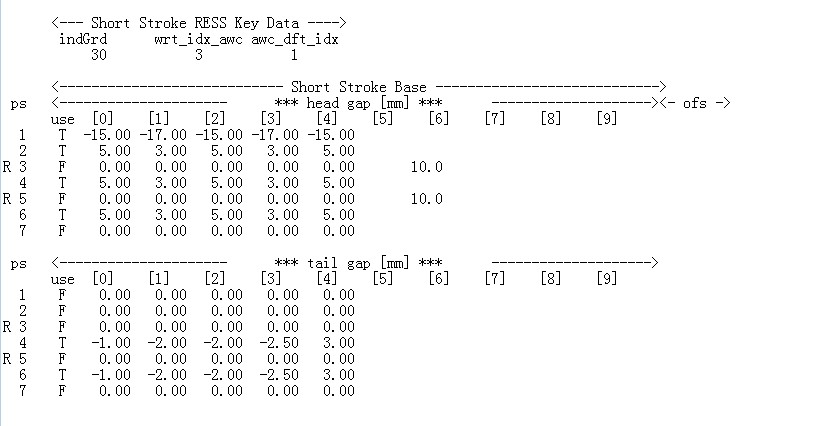 <--- Short Stroke RESS Key Data ---->
indGrd      wrt_idx_awc awc_dft_idx
30           3           1
<---------------------------- Short Stroke Base ---------------------------->
ps   <---------------------      *** head gap [mm] ***      --------------------><- ofs ->
use  [0]    [1]    [2]    [3]    [4]    [5]    [6]    [7]    [8]    [9]
1    T  -15.00 -17.00 -15.00 -17.00 -15.00
2    T    5.00   3.00   5.00   3.00   5.00
R 3    F    0.00   0.00   0.00   0.00   0.00       10.0
4    T    5.00   3.00   5.00   3.00   5.00
R 5    F    0.00   0.00   0.00   0.00   0.00       10.0
6    T    5.00   3.00   5.00   3.00   5.00
7    F    0.00   0.00   0.00   0.00   0.00
ps   <---------------------      *** tail gap [mm] ***      -------------------->
use  [0]    [1]    [2]    [3]    [4]    [5]    [6]    [7]    [8]    [9]
1    F    0.00   0.00   0.00   0.00   0.00
2    F    0.00   0.00   0.00   0.00   0.00
R 3    F    0.00   0.00   0.00   0.00   0.00
4    T   -1.00  -2.00  -2.00  -2.50   3.00
R 5    F    0.00   0.00   0.00   0.00   0.00
6    T   -1.00  -2.00  -2.00  -2.50   3.00
7    F    0.00   0.00   0.00   0.00   0.00